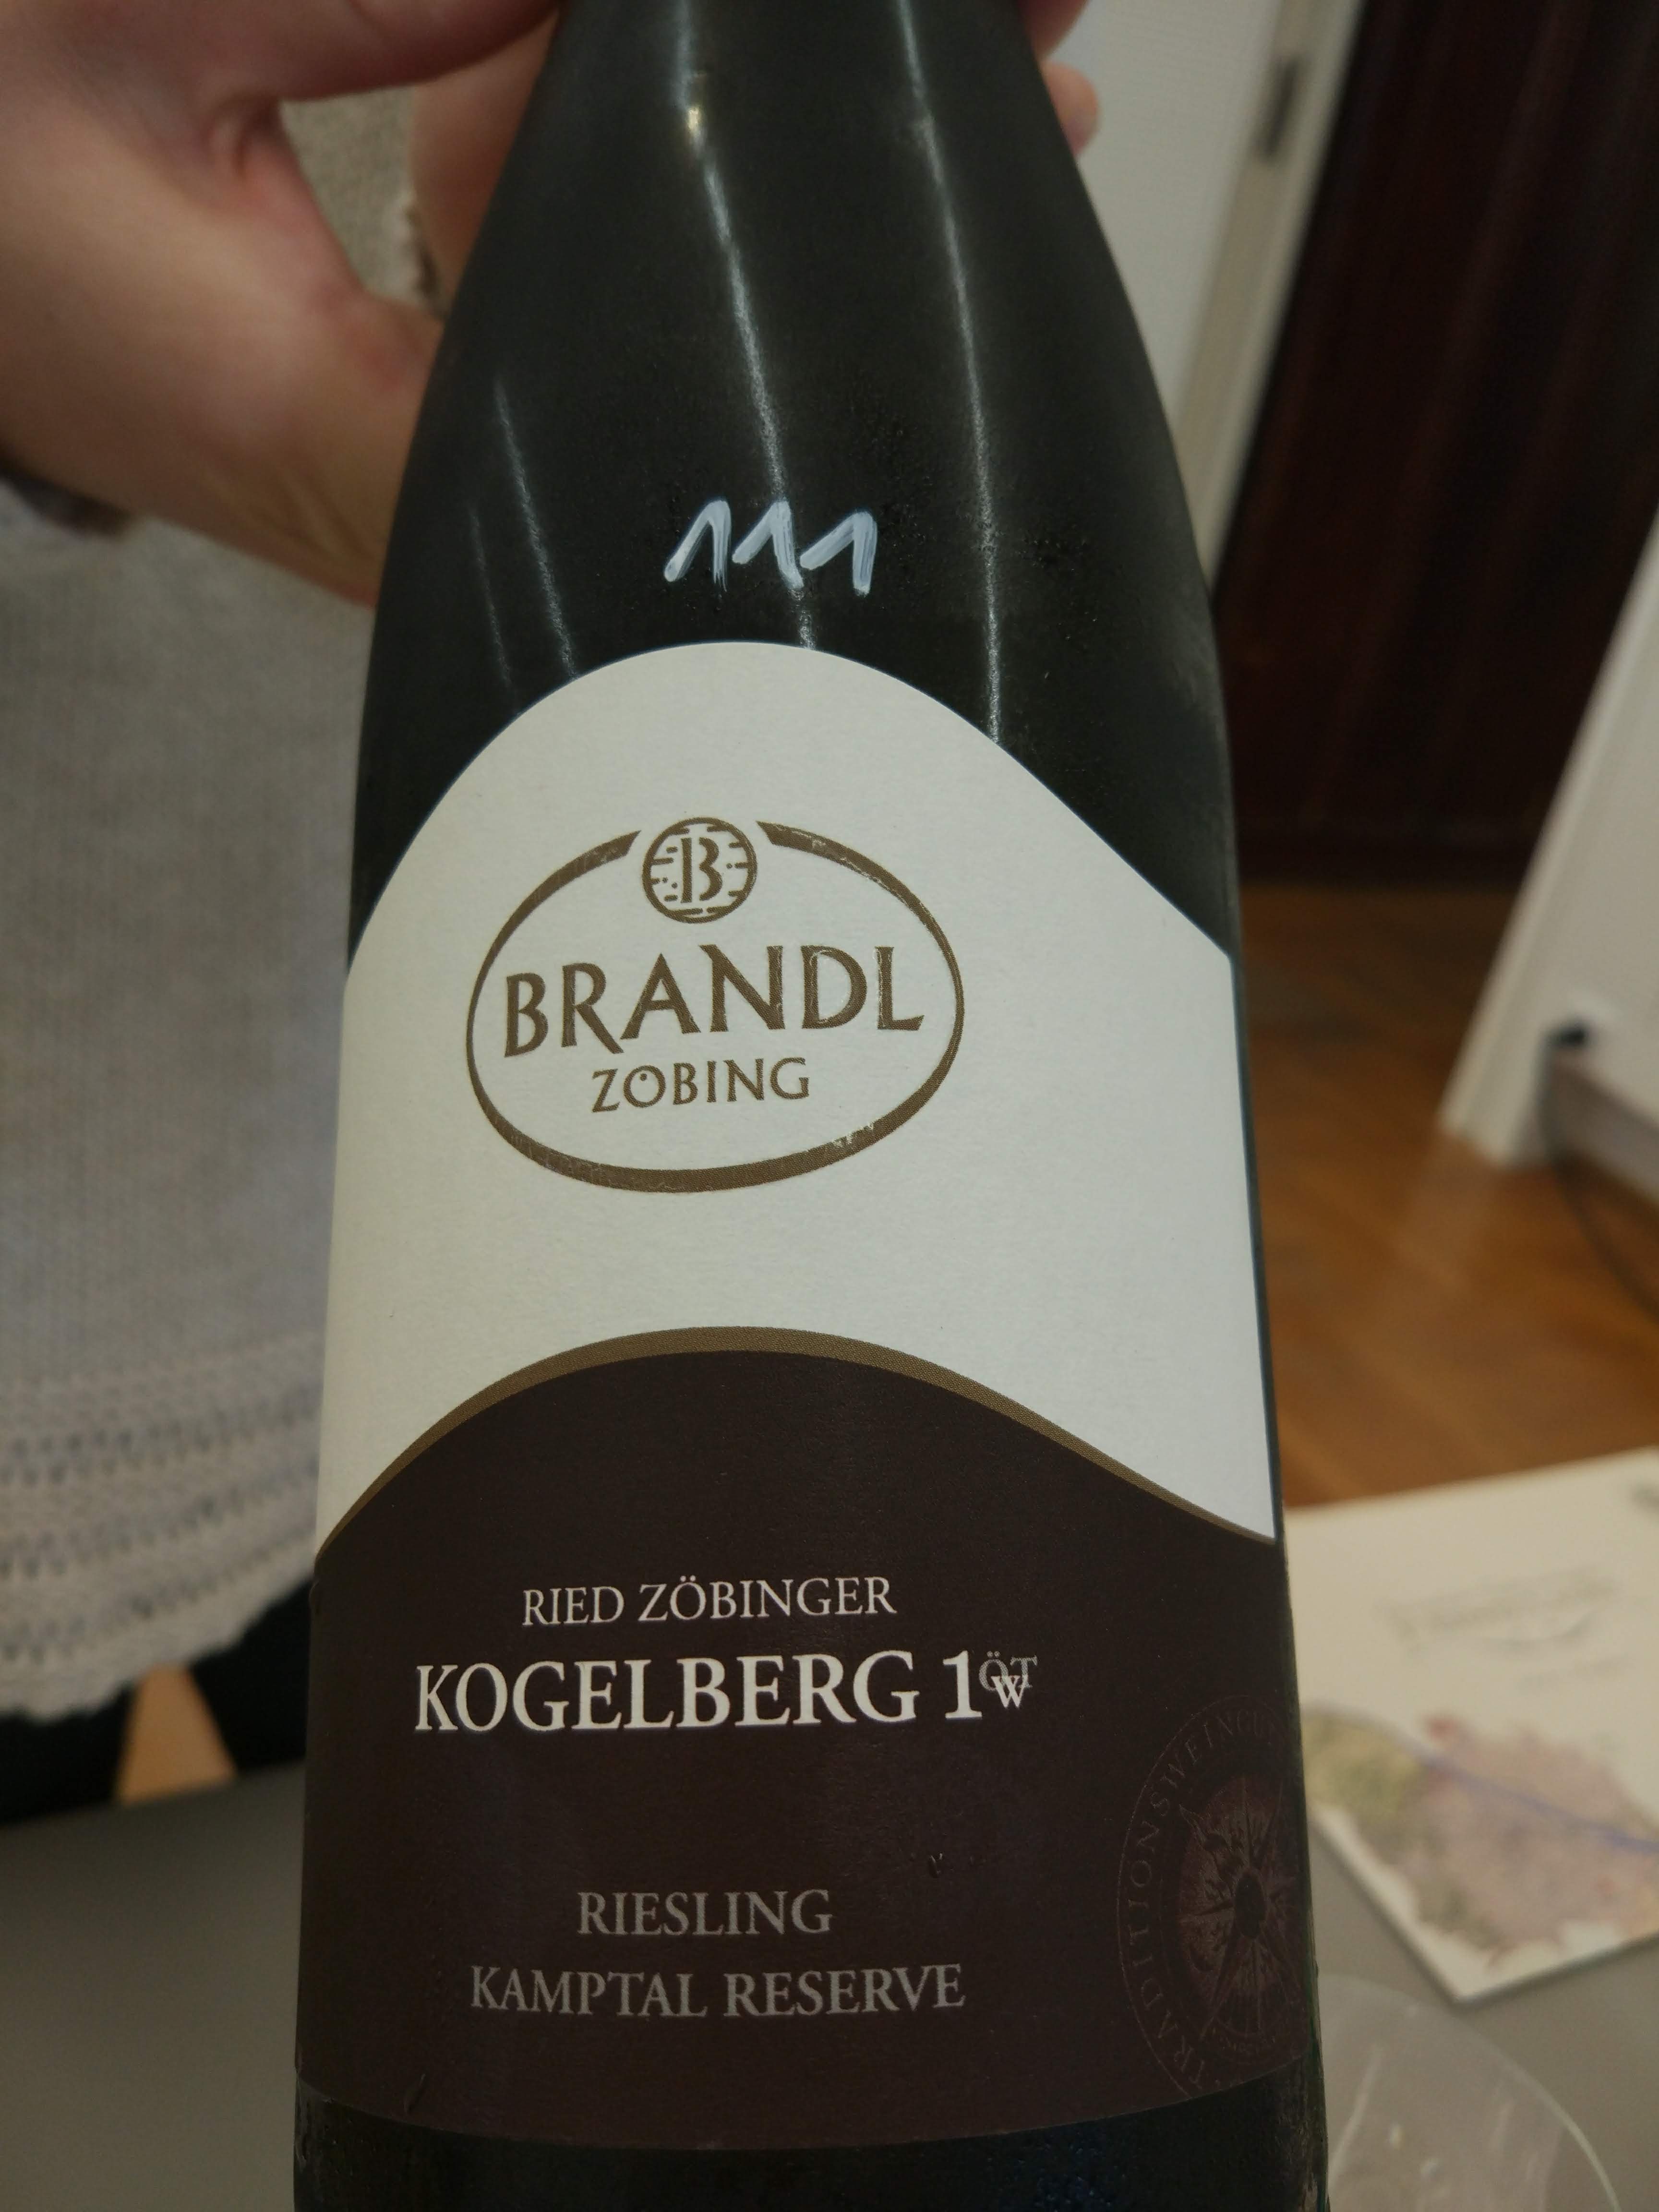 111
B
BRANDL
ZÖBING
RIED ZÖBINGER
KOGELBERG 1ÖTW
RIESLING
KAMPTAL RESERVE